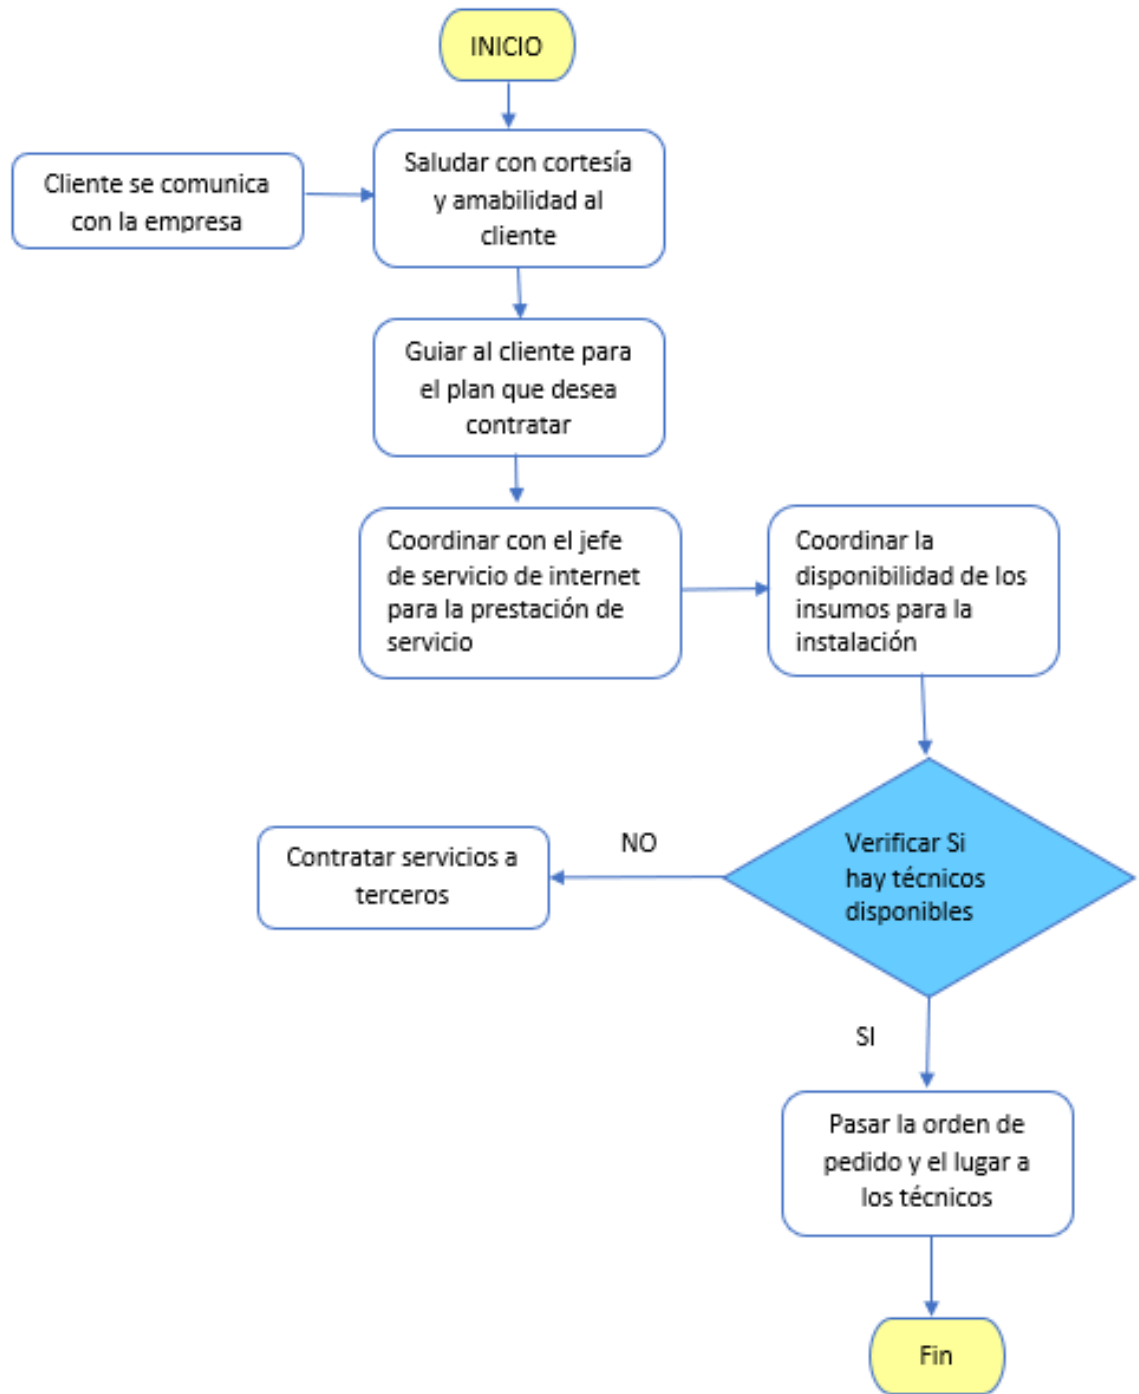 INICIO
Cliente se comunica
con la empresa
Saludar con cortesía
y amabilidad al
cliente
Guiar al cliente para
el plan que desea
contratar
Coordinar con el jefe
de servicio de internet
para la prestación de
servicio
Coordinar la
disponibilidad de los
insumos para la
instalación
Verificar Si
hay técnicos
disponibles
NO
Contratar servicios a
terceros
SI
Pasar la orden de
pedido y el lugar a
los técnicos
Fin